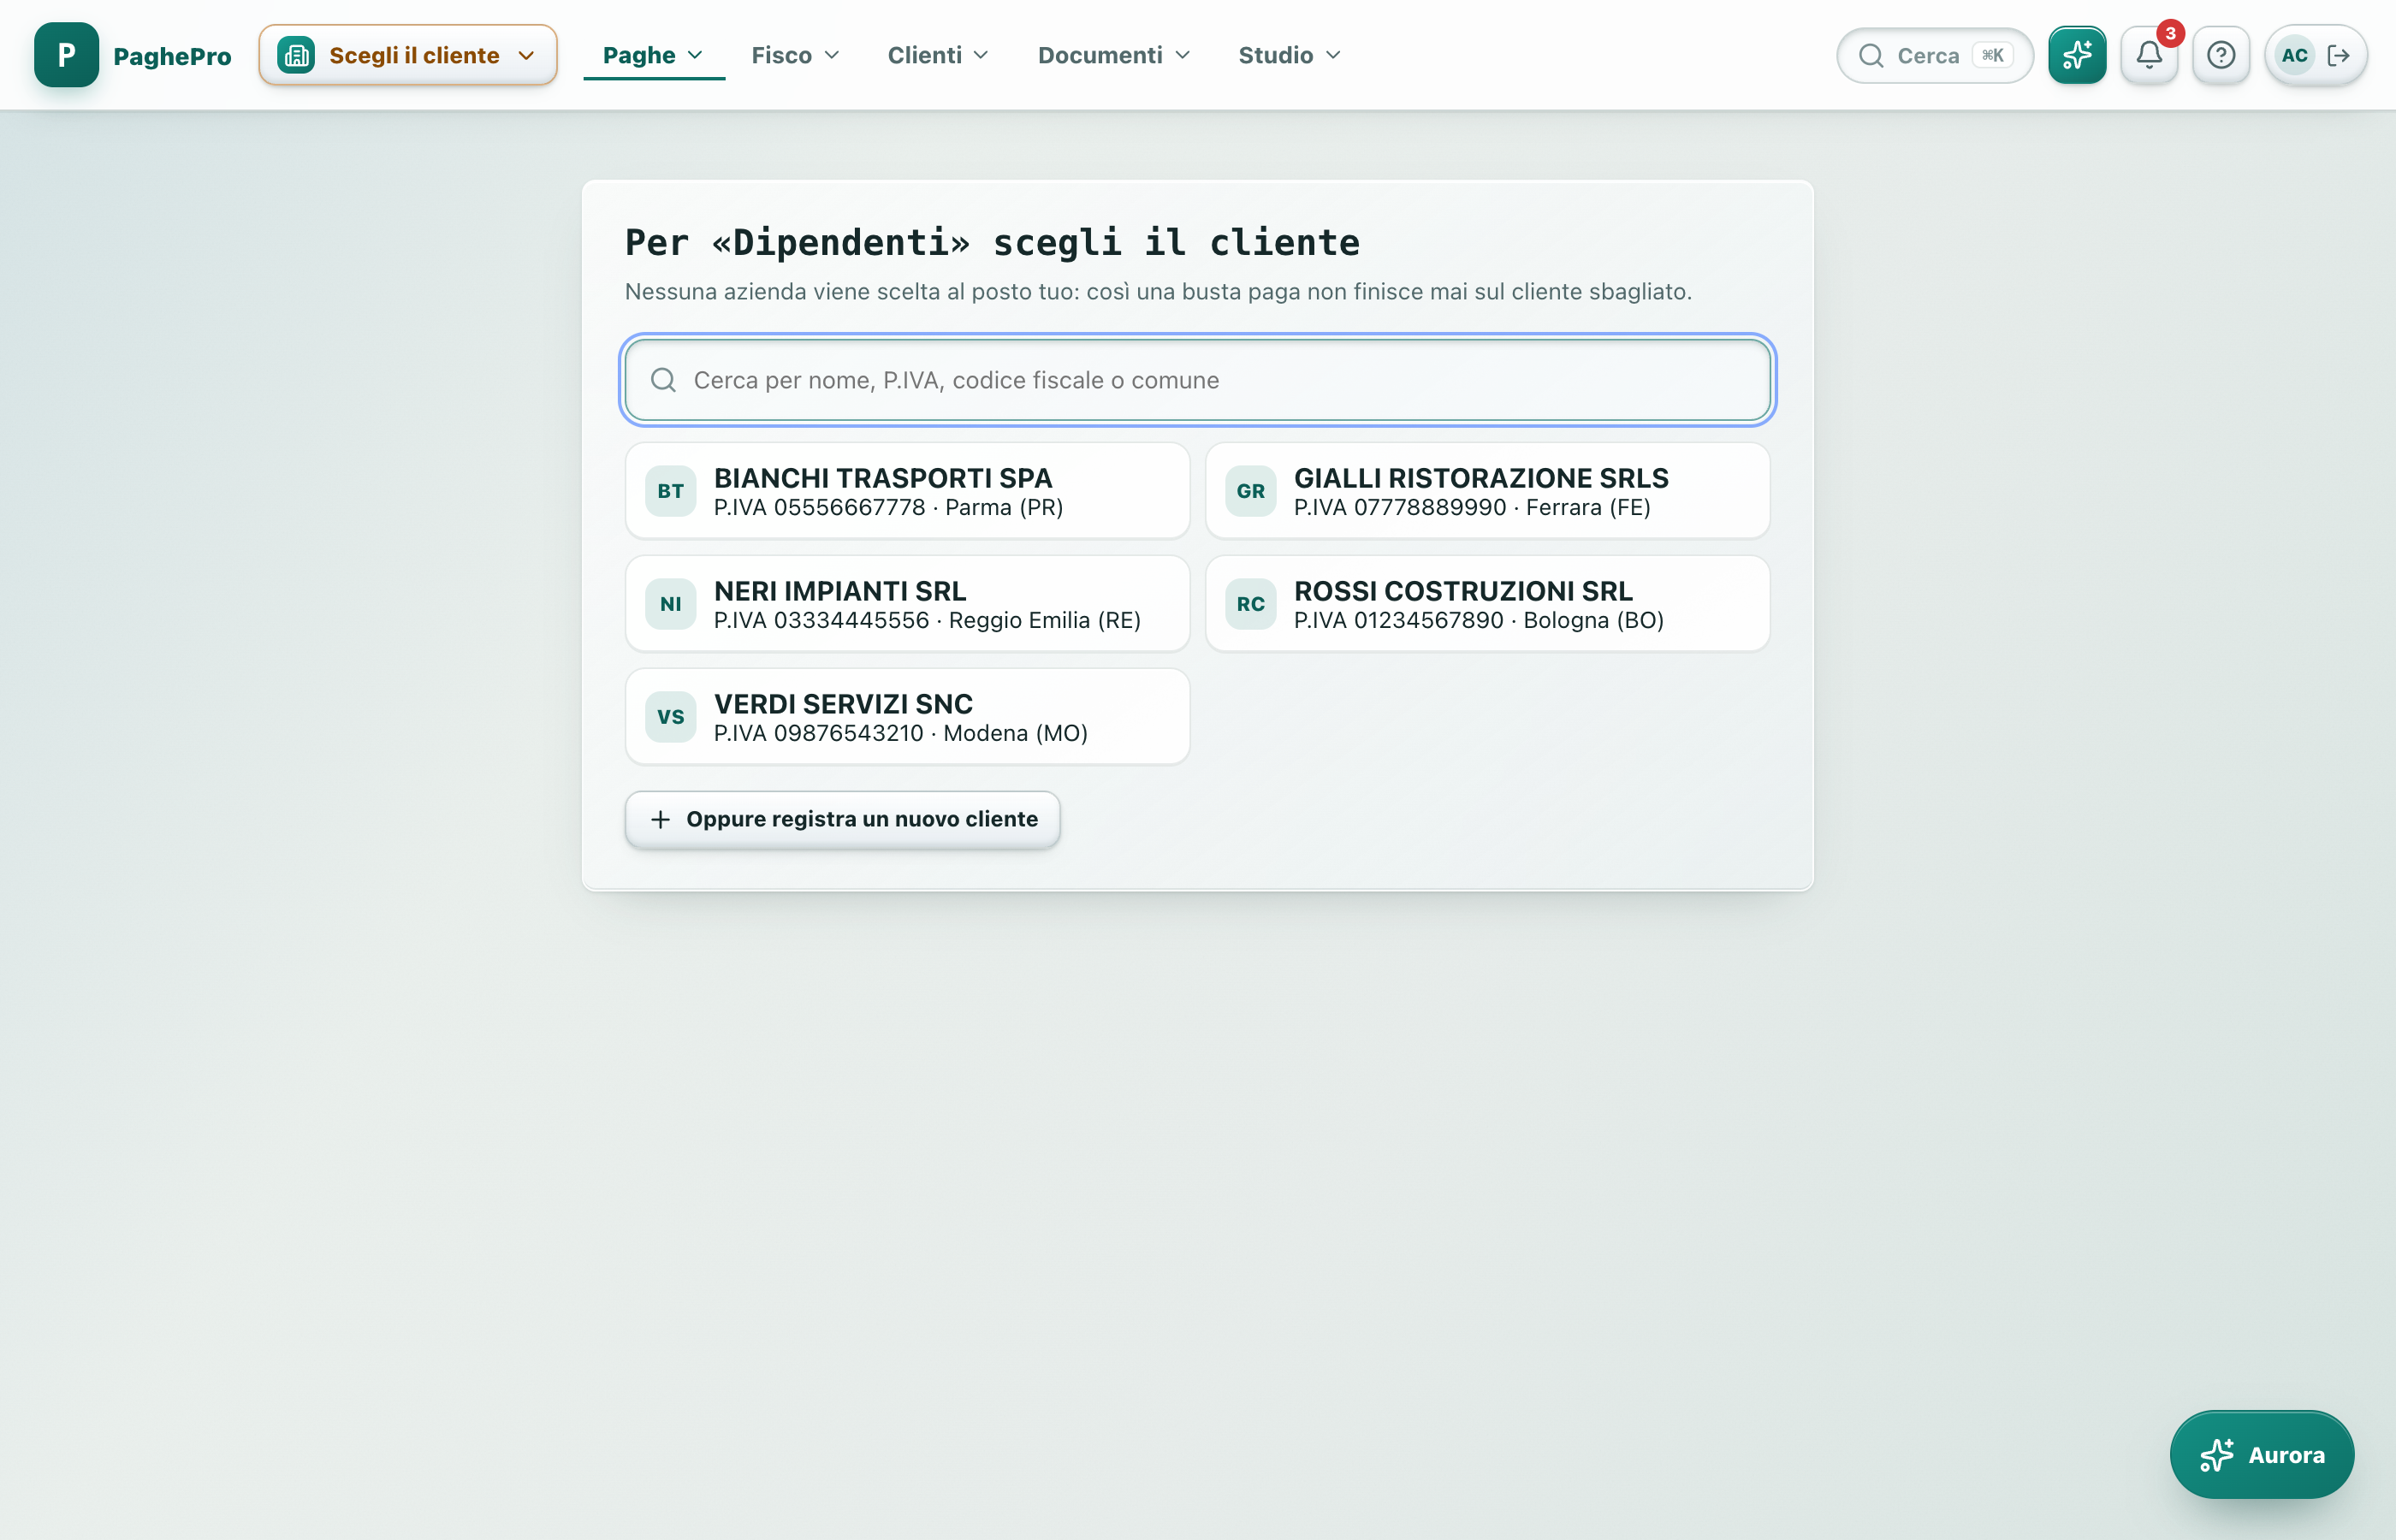 P PaghePro Scegli il cliente Paghe Fisco Clienti Documenti Studio Cerca ⌘K 3 AC
Per «Dipendenti» scegli il cliente
Nessuna azienda viene scelta al posto tuo: così una busta paga non finisce mai sul cliente sbagliato.
Cerca per nome, P.IVA, codice fiscale o comune
BT BIANCHI TRASPORTI SPA
P.IVA 05556667778 · Parma (PR)
GR GIALLI RISTORAZIONE SRLS
P.IVA 07778889990 · Ferrara (FE)
NI NERI IMPIANTI SRL
P.IVA 03334445556 · Reggio Emilia (RE)
RC ROSSI COSTRUZIONI SRL
P.IVA 01234567890 · Bologna (BO)
VS VERDI SERVIZI SNC
P.IVA 09876543210 · Modena (MO)
Oppure registra un nuovo cliente
Aurora